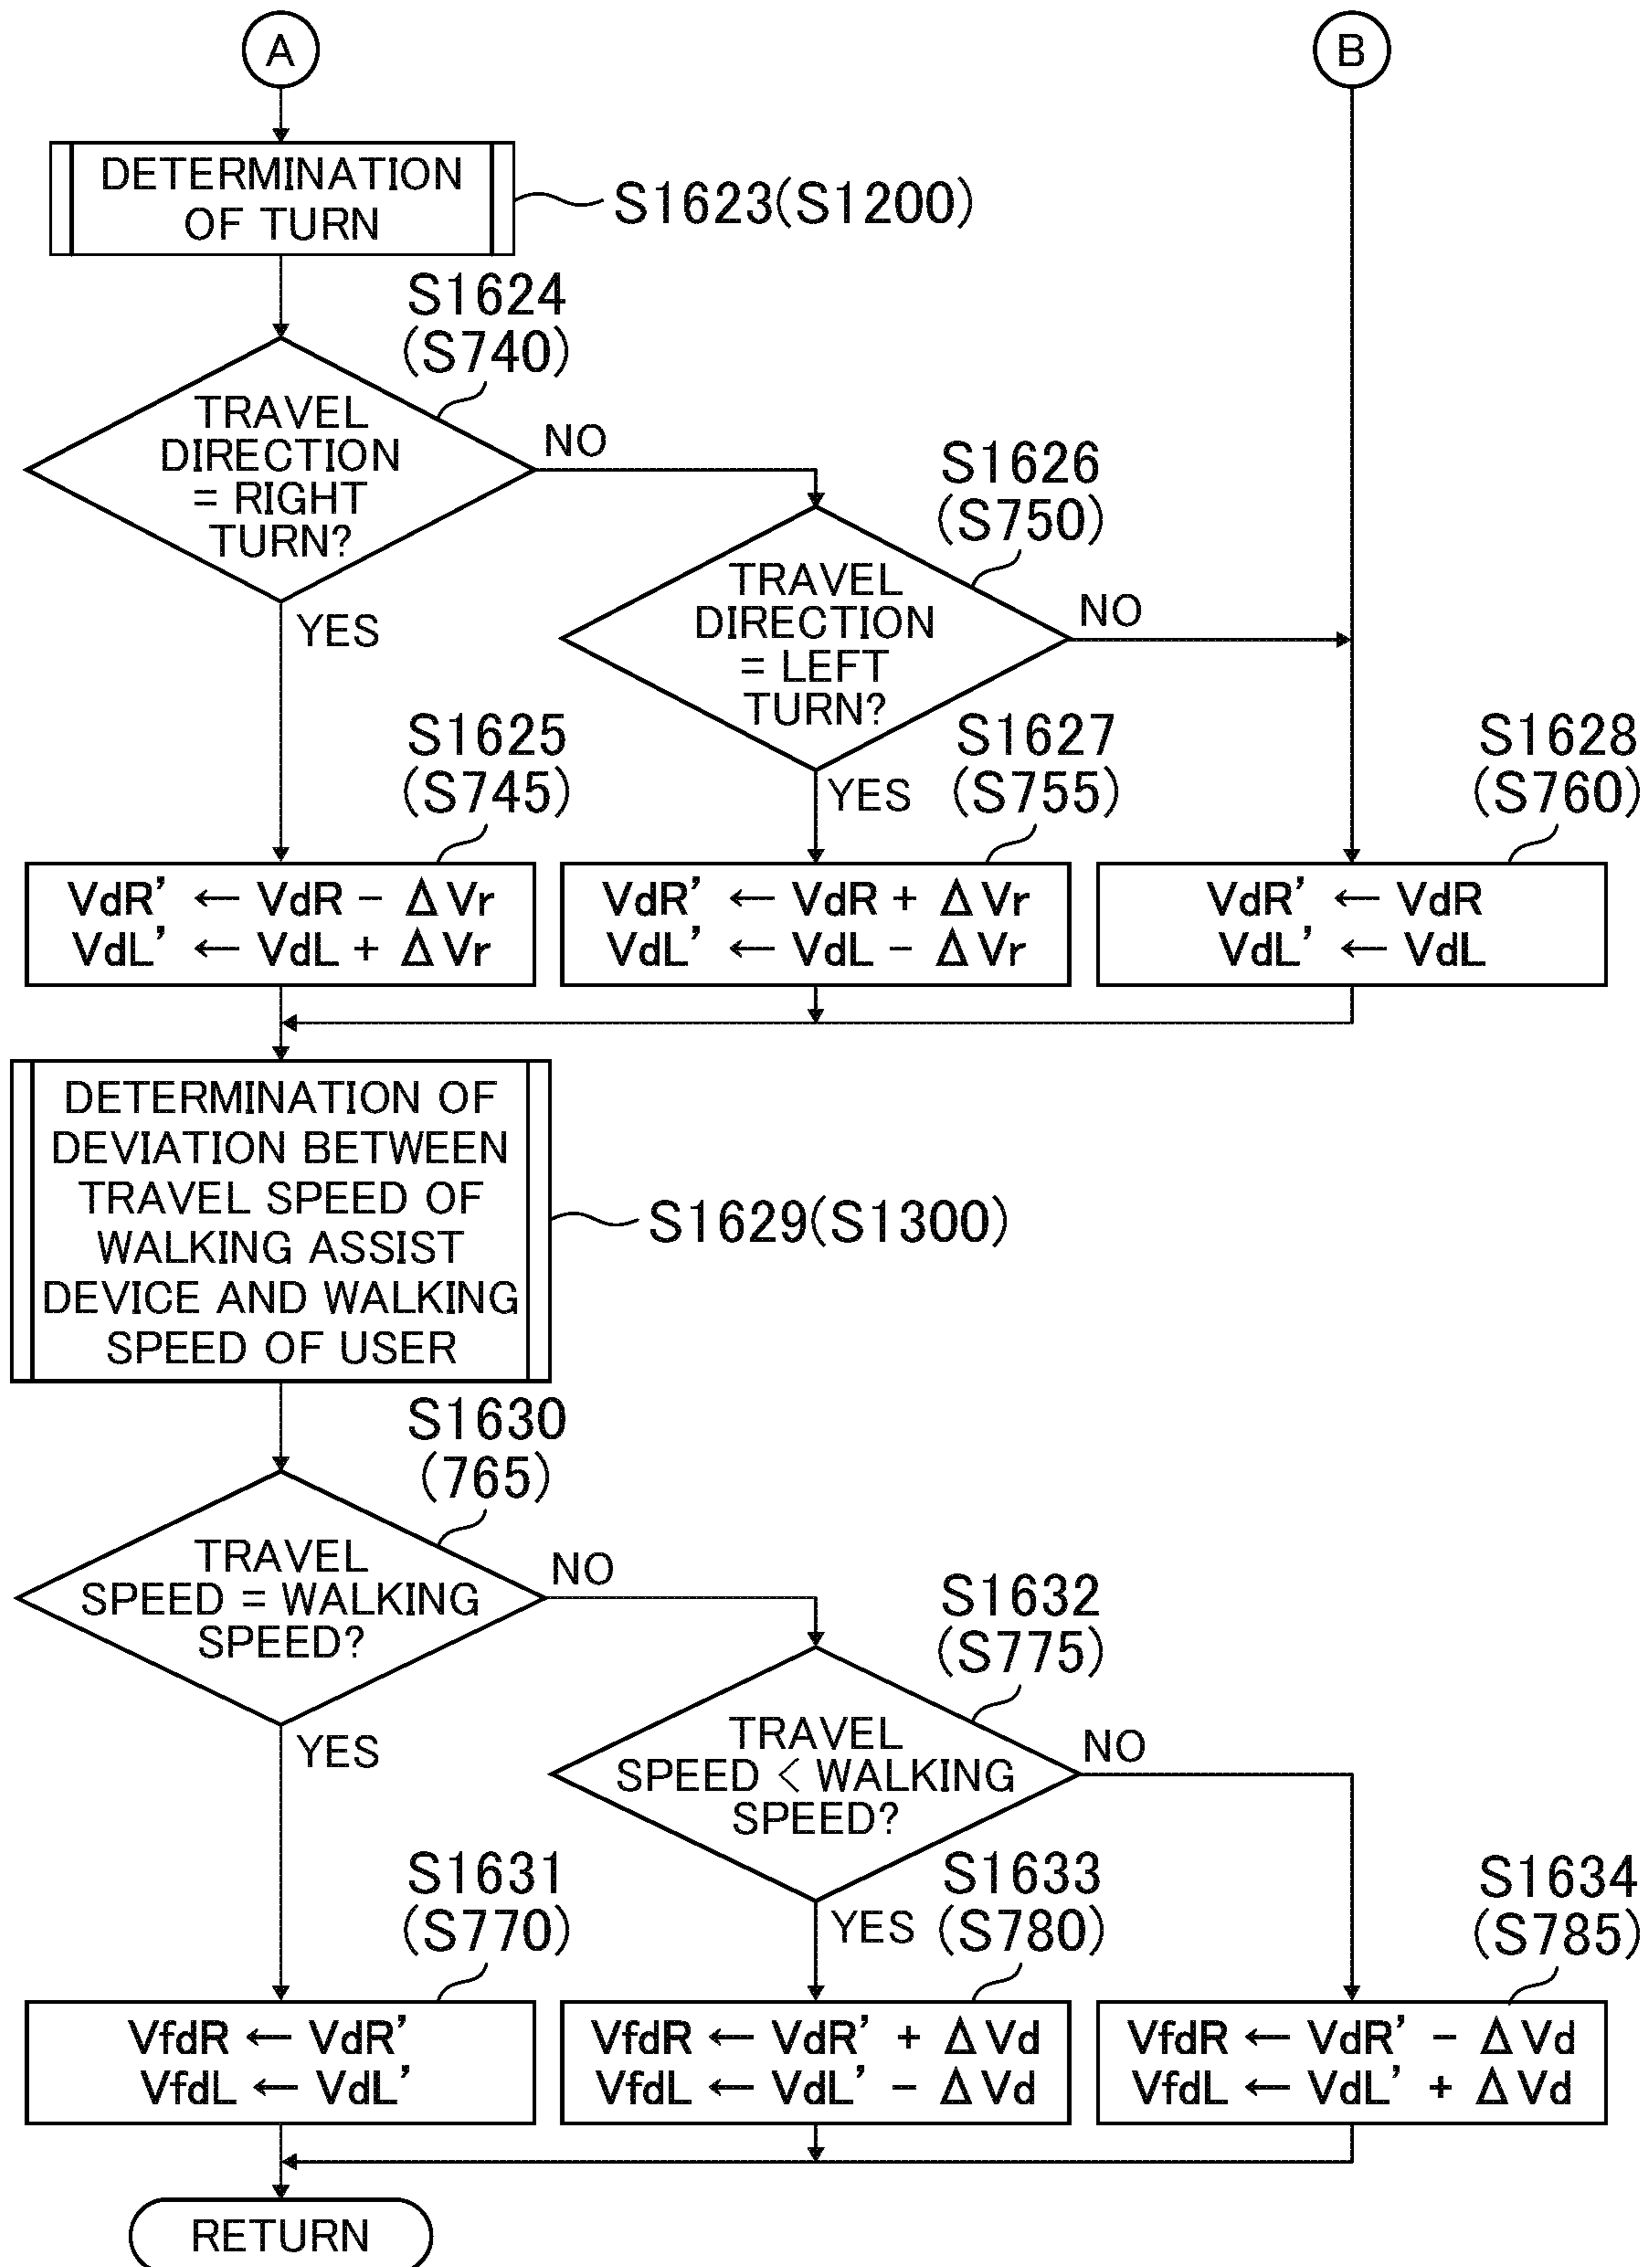 A
B
DETERMINATION
OF TURN
S1623(S1200)
S1624
(S740)
TRAVEL
DIRECTION
= RIGHT
TURN?
NO
YES
S1626
(S750)
TRAVEL
DIRECTION
= LEFT
TURN?
NO
YES
S1625
(S745)
VdR’ ← VdR − ΔVr
VdL’ ← VdL + ΔVr
S1627
(S755)
VdR’ ← VdR + ΔVr
VdL’ ← VdL − ΔVr
S1628
(S760)
VdR’ ← VdR
VdL’ ← VdL
DETERMINATION OF
DEVIATION BETWEEN
TRAVEL SPEED OF
WALKING ASSIST
DEVICE AND WALKING
SPEED OF USER
S1629(S1300)
S1630
(765)
TRAVEL
SPEED = WALKING
SPEED?
NO
YES
S1632
(S775)
TRAVEL
SPEED < WALKING
SPEED?
NO
YES
S1631
(S770)
VfdR ← VdR’
VfdL ← VdL’
S1633
(S780)
VfdR ← VdR’ + ΔVd
VfdL ← VdL’ − ΔVd
S1634
(S785)
VfdR ← VdR’ − ΔVd
VfdL ← VdL’ + ΔVd
RETURN